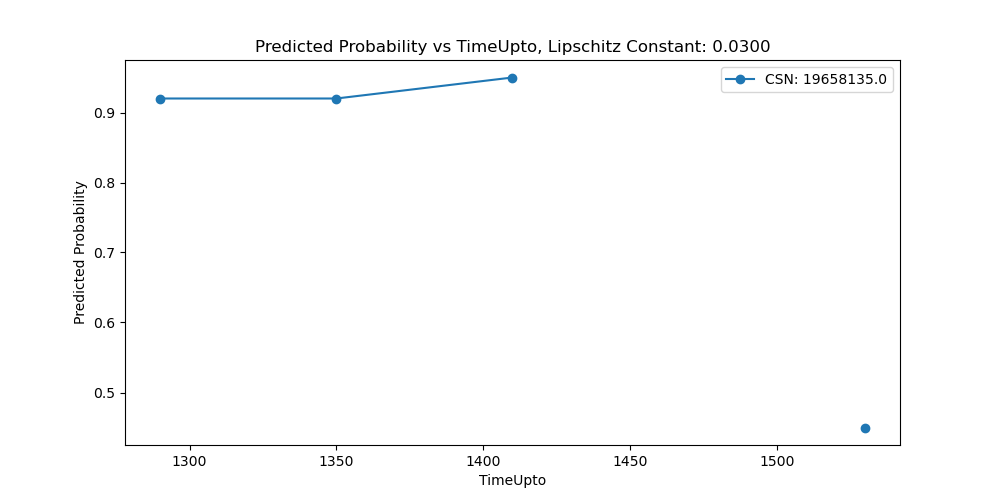 Predicted Probability vs TimeUpto, Lipschitz Constant: 0.0300
CSN: 19658135.0
Predicted Probability
0.9
0.8
0.7
0.6
0.5
1300 1350 1400 1450 1500
TimeUpto